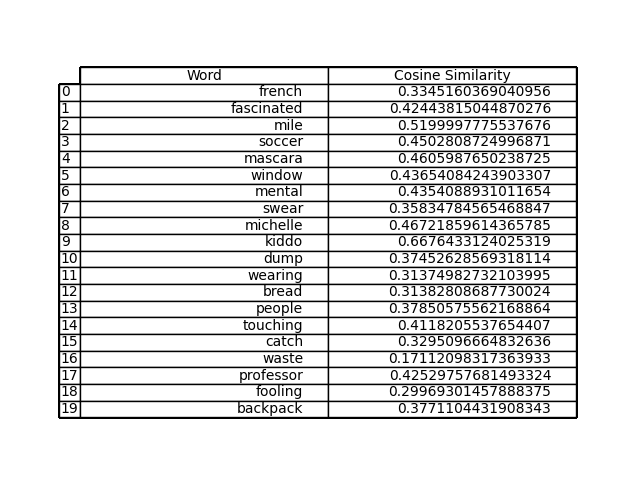 Word Cosine Similarity
0 french 0.3345160369040956
1 fascinated 0.42443815044870276
2 mile 0.5199997775537676
3 soccer 0.4502808724996871
4 mascara 0.4605987650238725
5 window 0.43654084243903307
6 mental 0.4354088931011654
7 swear 0.35834784565468847
8 michelle 0.46721859614365785
9 kiddo 0.6676433124025319
10 dump 0.37452628569318114
11 wearing 0.31374982732103995
12 bread 0.31382808687730024
13 people 0.37850575562168864
14 touching 0.4118205537654407
15 catch 0.3295096664832636
16 waste 0.17112098317363933
17 professor 0.42529757681493324
18 fooling 0.29969301457888375
19 backpack 0.3771104431908343